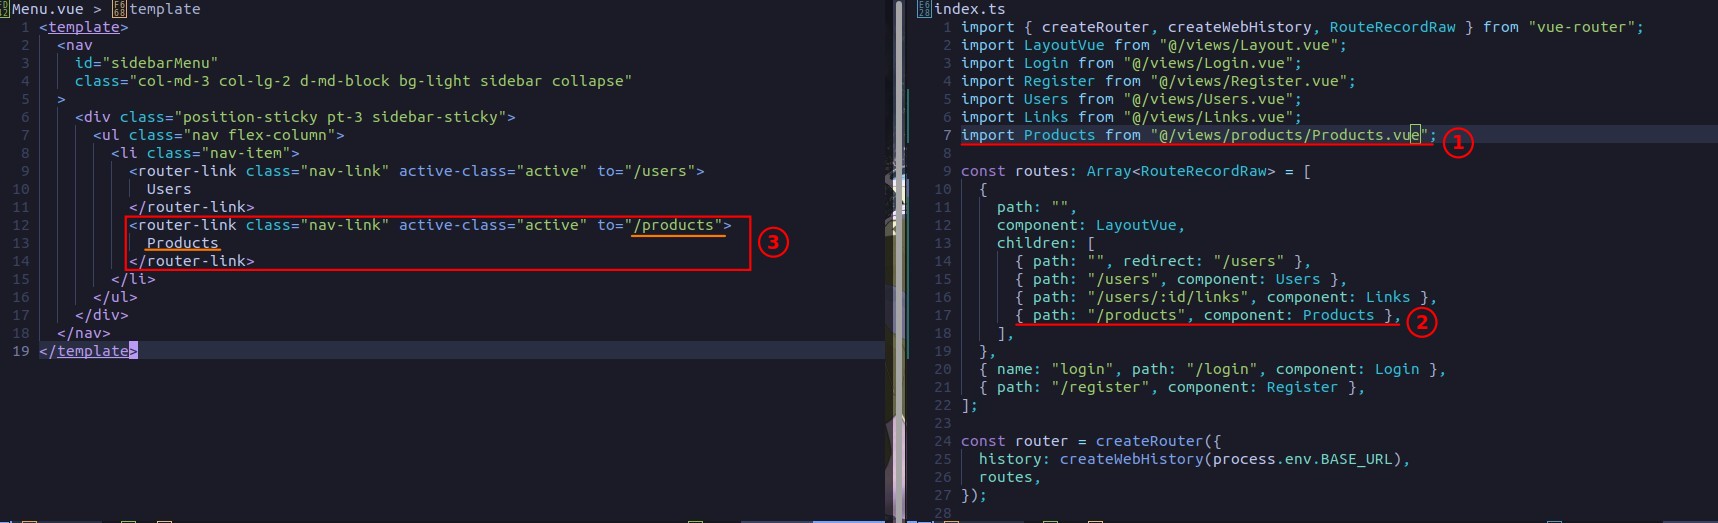 Menu.vue > template
1 <template>
2 <nav
3 id="sidebarMenu"
4 class="col-md-3 col-lg-2 d-md-block bg-light sidebar collapse"
5 >
6 <div class="position-sticky pt-3 sidebar-sticky">
7 <ul class="nav flex-column">
8 <li class="nav-item">
9 <router-link class="nav-link" active-class="active" to="/users">
10 Users
11 </router-link>
12 <router-link class="nav-link" active-class="active" to="/products">
13 Products
14 </router-link>
15 </li>
16 </ul>
17 </div>
18 </nav>
19 </template>
3
index.ts
1 import { createRouter, createWebHistory, RouteRecordRaw } from "vue-router";
2 import LayoutVue from "@/views/Layout.vue";
3 import Login from "@/views/Login.vue";
4 import Register from "@/views/Register.vue";
5 import Users from "@/views/Users.vue";
6 import Links from "@/views/Links.vue";
7 import Products from "@/views/products/Products.vue";
1
8
9 const routes: Array<RouteRecordRaw> = [
10 {
11 path: "",
12 component: LayoutVue,
13 children: [
14 { path: "", redirect: "/users" },
15 { path: "/users", component: Users },
16 { path: "/users/:id/links", component: Links },
17 { path: "/products", component: Products },
2
18 ],
19 },
20 { name: "login", path: "/login", component: Login },
21 { path: "/register", component: Register },
22 ];
23
24 const router = createRouter({
25 history: createWebHistory(process.env.BASE_URL),
26 routes,
27 });
28